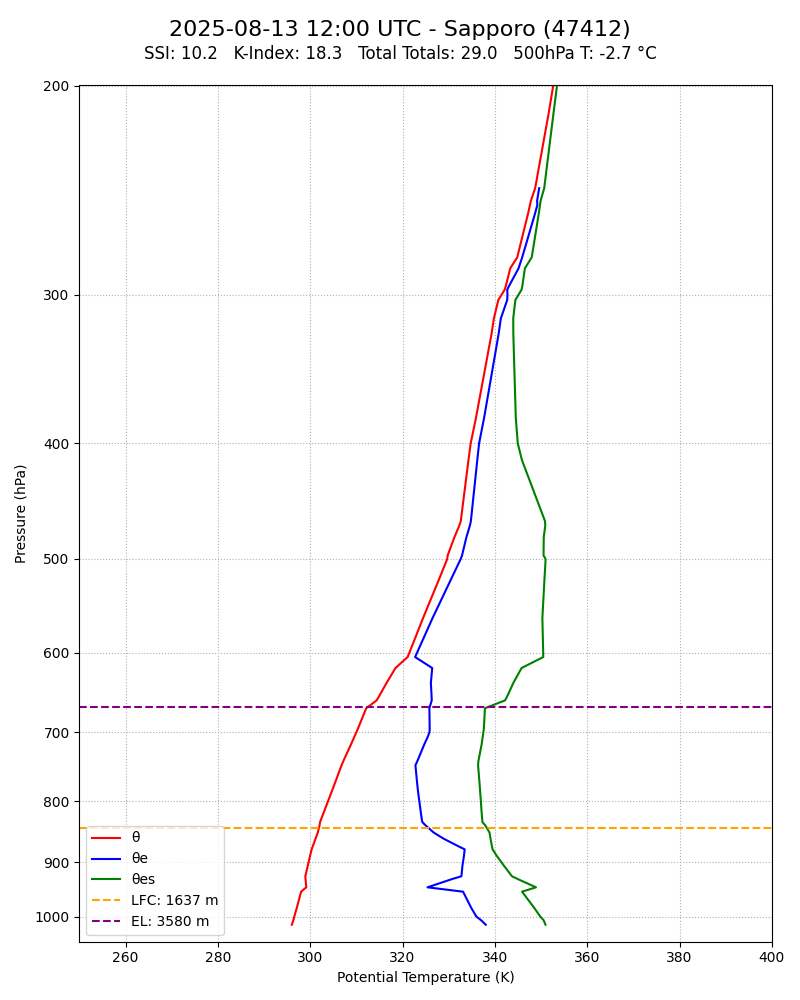 2025-08-13 12:00 UTC - Sapporo (47412)
SSI: 10.2 K-Index: 18.3 Total Totals: 29.0 500hPa T: -2.7 °C
200
300
400
500
600
700
800
900
1000
Pressure (hPa)
θ
θe
θes
LFC: 1637 m
EL: 3580 m
260 280 300 320 340 360 380 400
Potential Temperature (K)